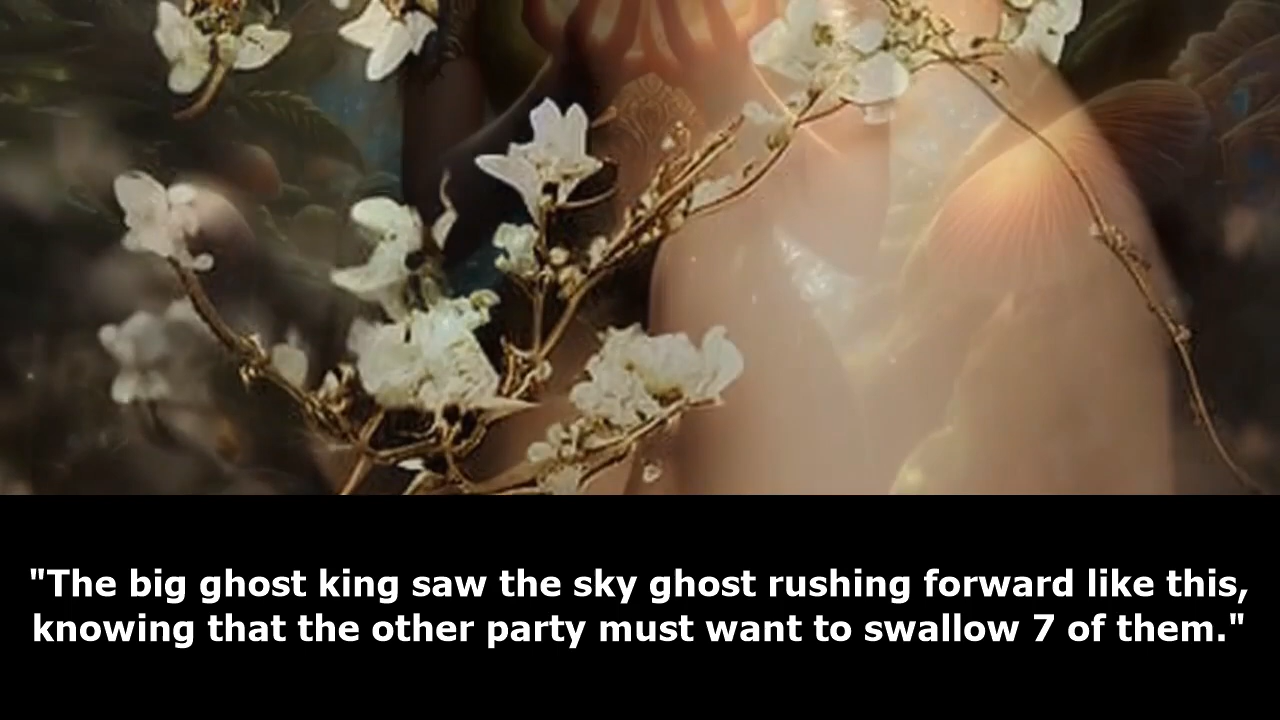 "The big ghost king saw the sky ghost rushing forward like this,
knowing that the other party must want to swallow 7 of them."